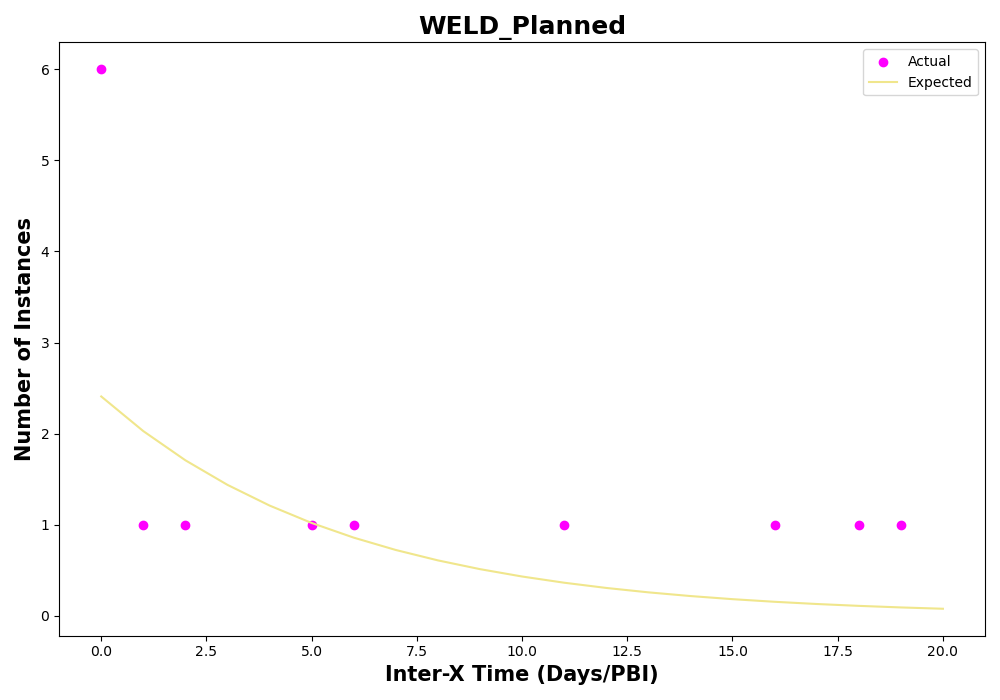 WELD_Planned
Actual
Expected
Number of Instances
6
5
4
3
2
1
0
0.0 2.5 5.0 7.5 10.0 12.5 15.0 17.5 20.0
Inter-X Time (Days/PBI)